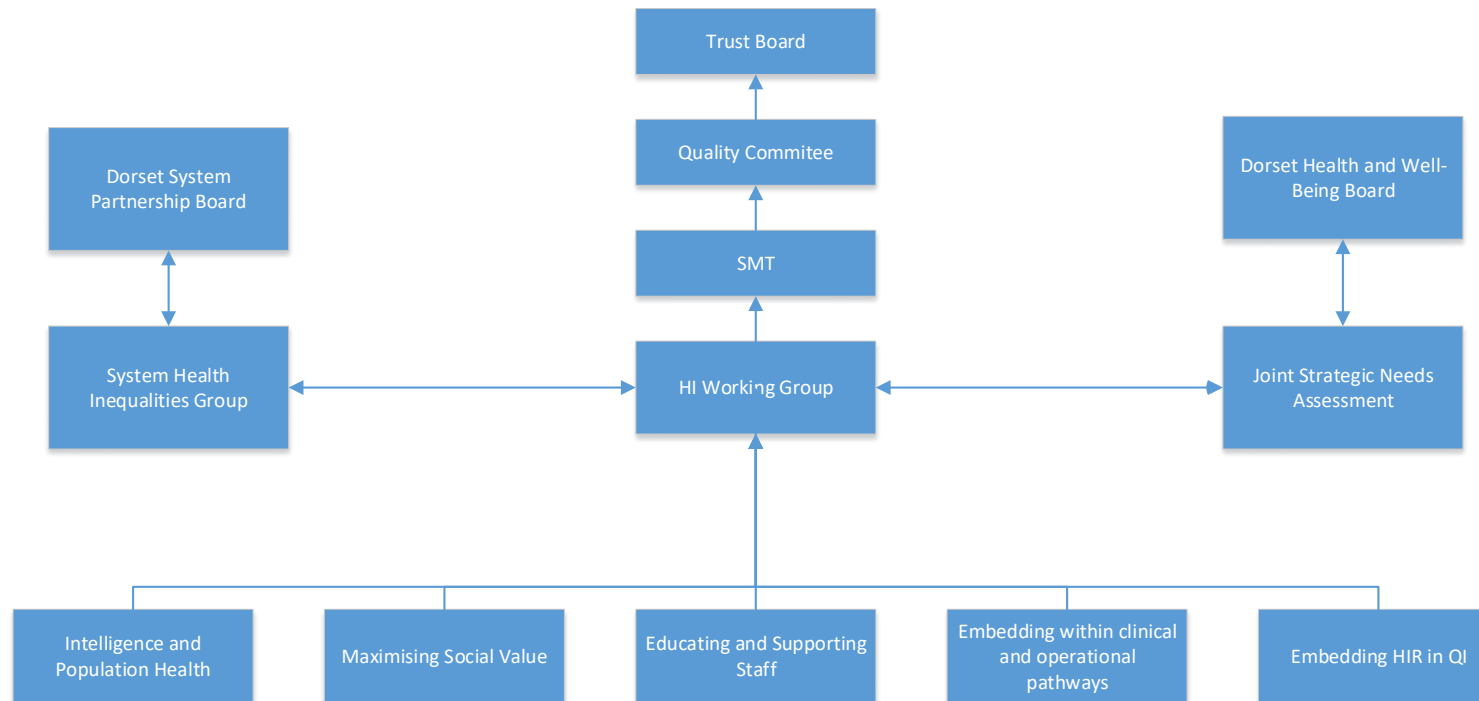 Trust Board
Quality Commitee
Dorset System
Partnership Board
Dorset Health and Well-
Being Board
SMT
System Health
Inequalities Group
HI Working Group
Joint Strategic Needs
Assessment
Intelligence and
Population Health
Maximising Social Value
Educating and Supporting
Staff
Embedding within clinical
and operational
pathways
Embedding HIR in QI